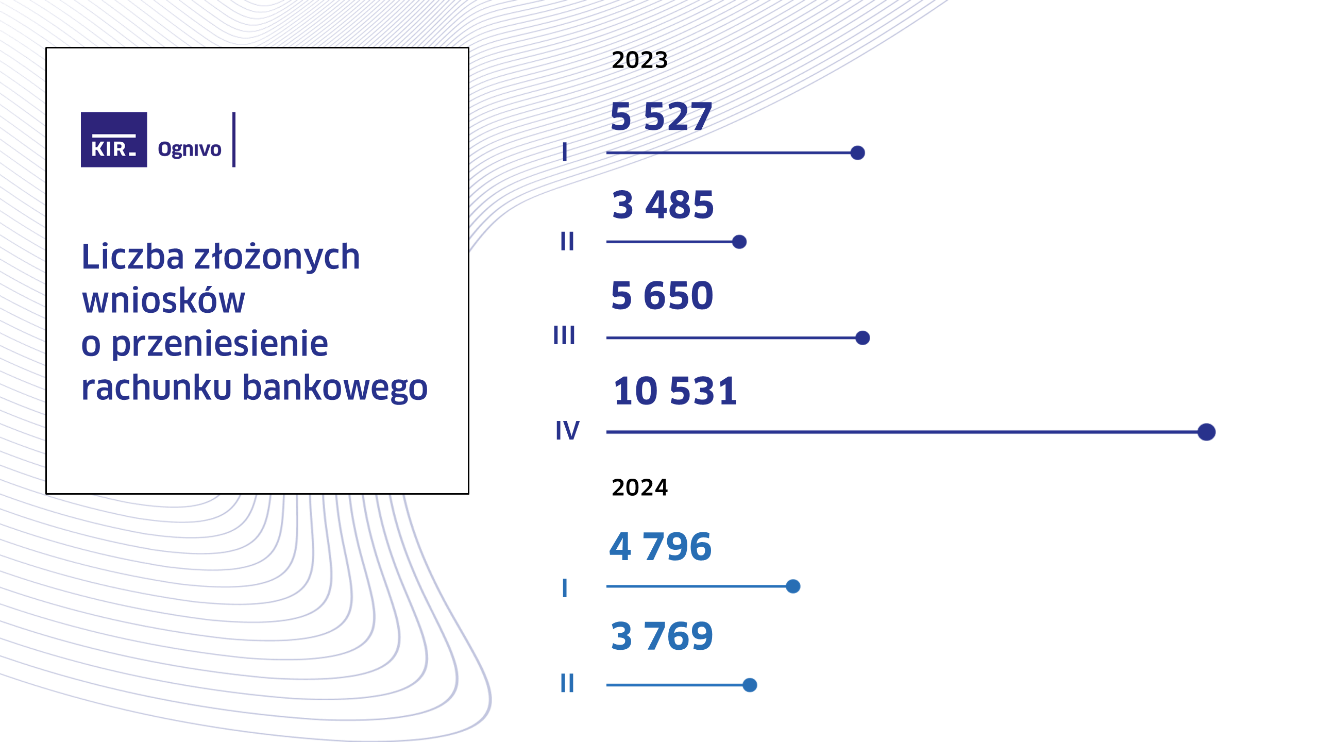 KIR
Ognivo
Liczba złożonych
wniosków
o przeniesienie
rachunku bankowego
2023
5 527
I
3 485
II
5 650
III
10 531
IV
2024
4 796
I
3 769
II